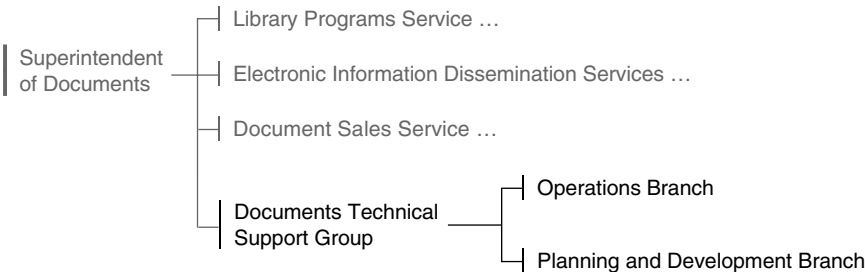 Library Programs Service …
Superintendent
of Documents
Electronic Information Dissemination Services …
Document Sales Service …
Documents Technical
Support Group
Operations Branch
Planning and Development Branch